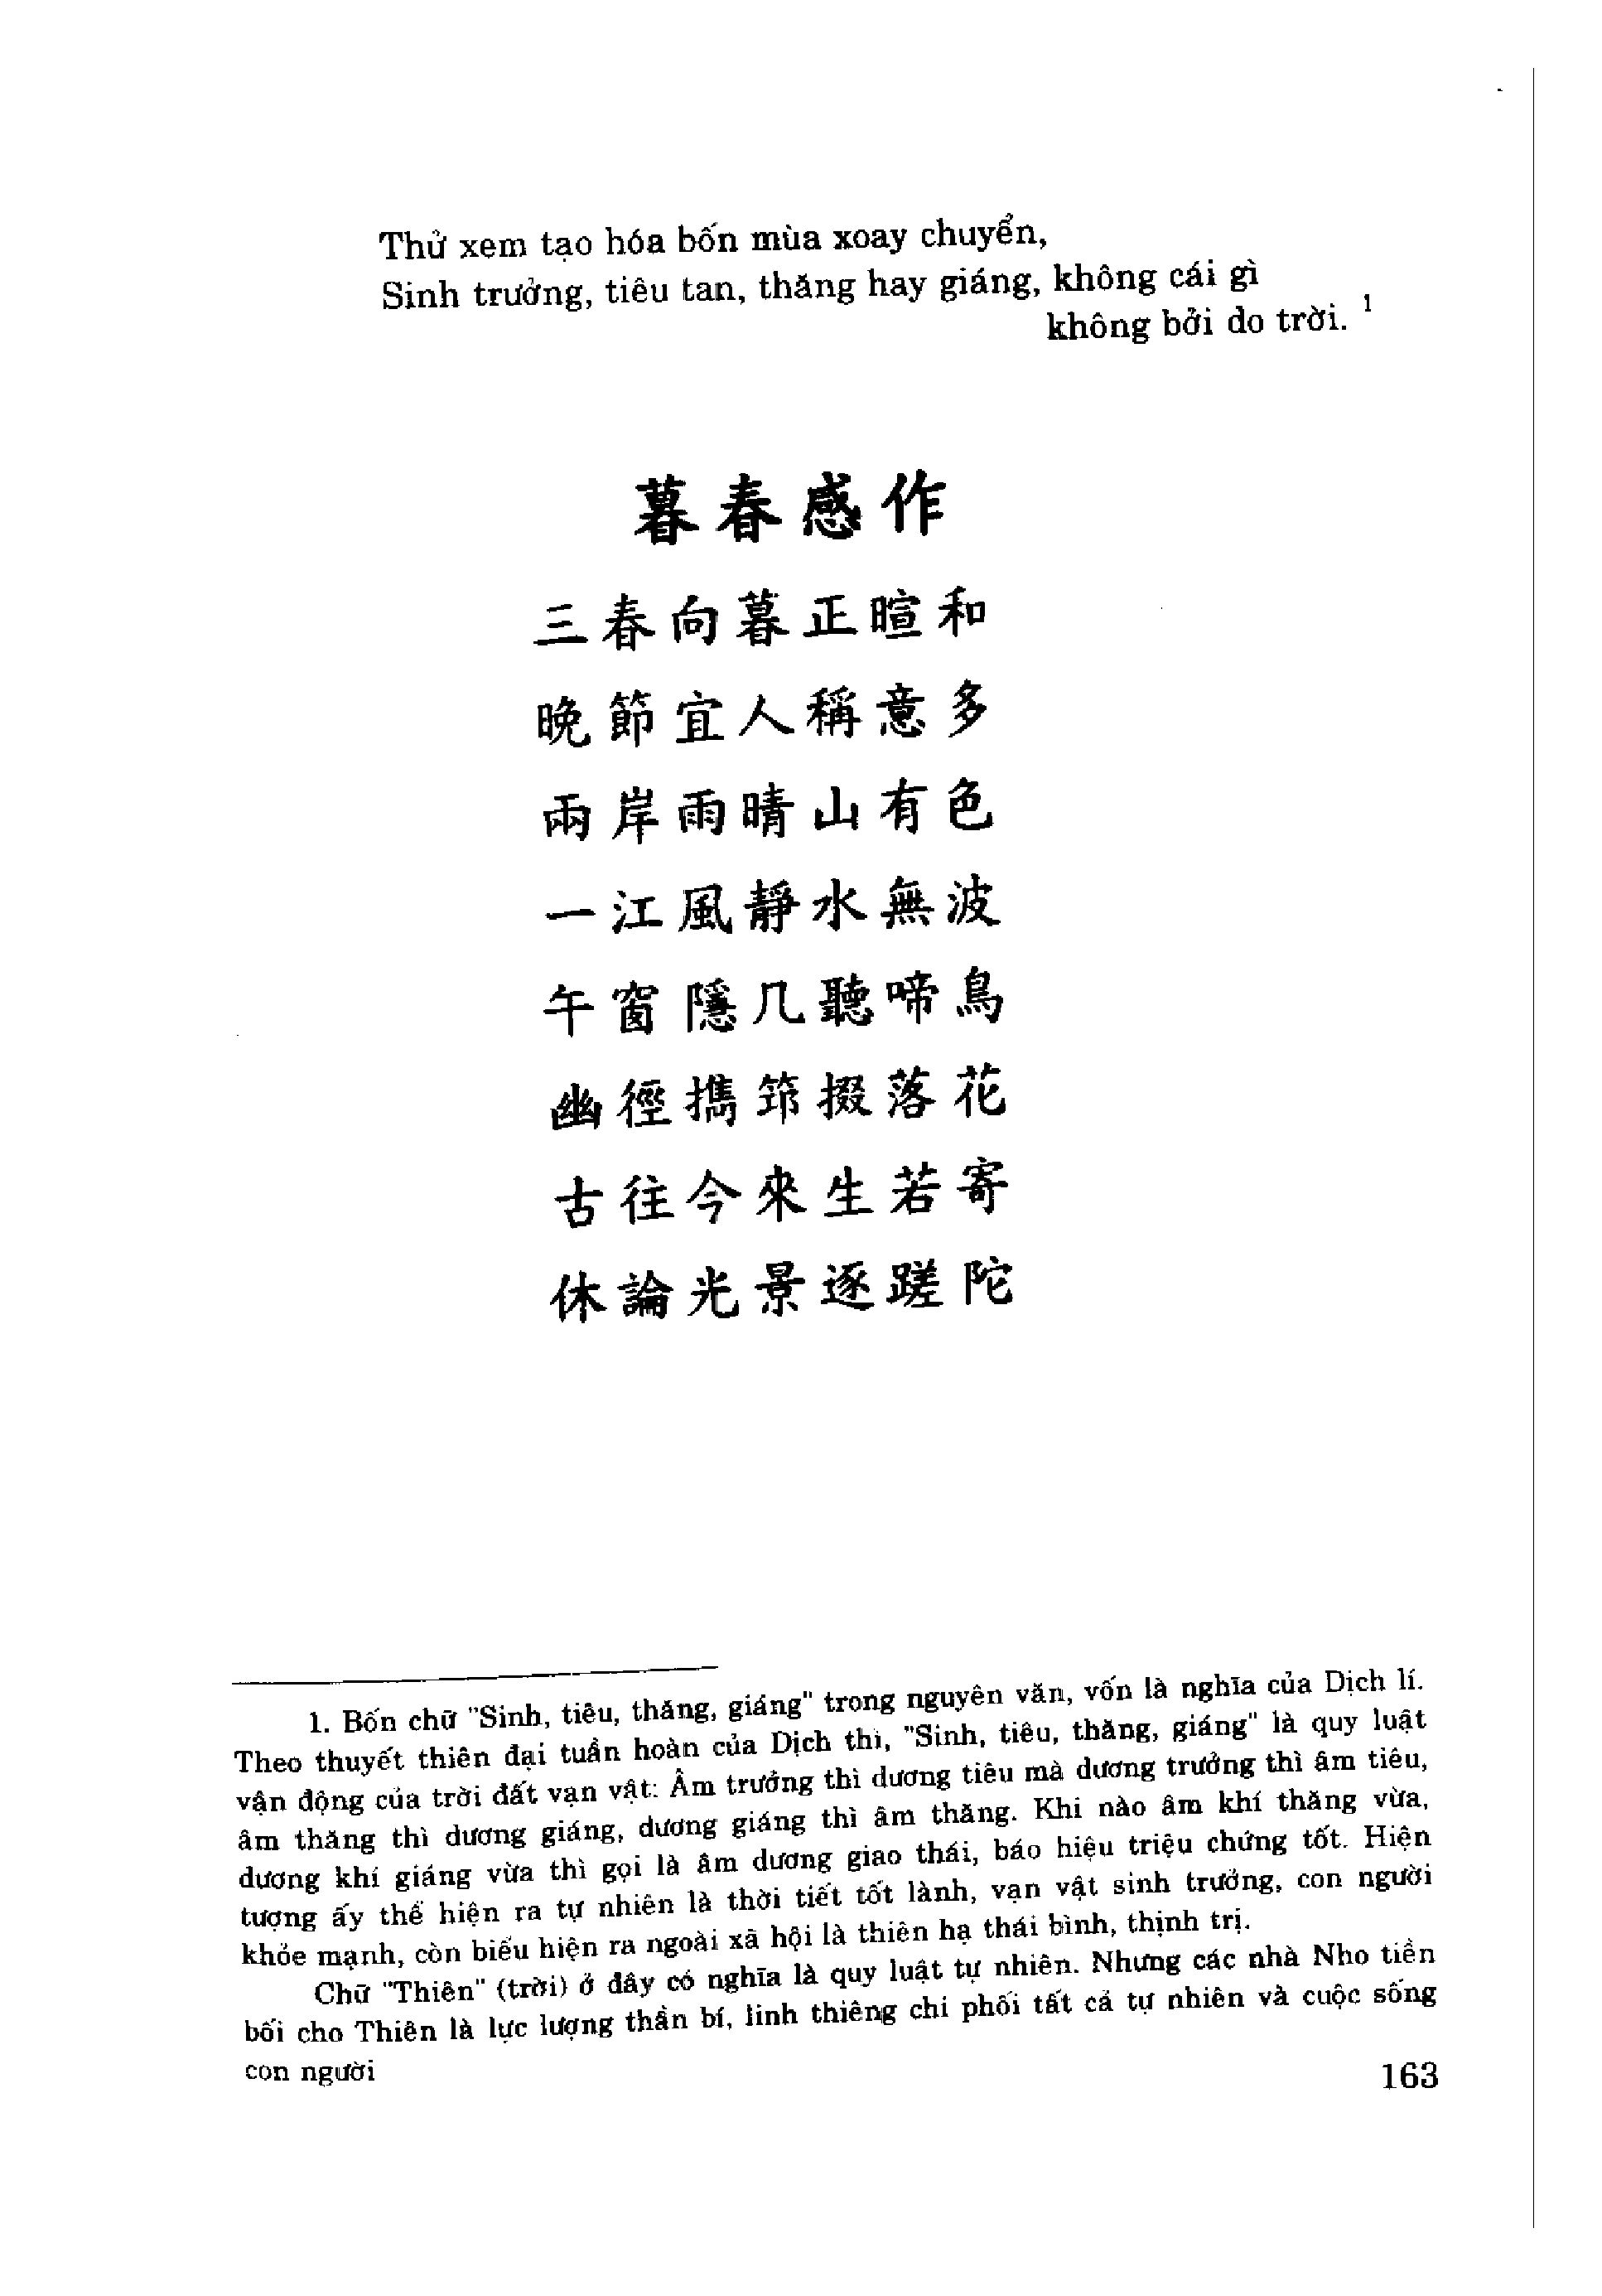 Thử xem tạo hóa bốn mùa xoay chuyển,
Sinh trưởng, tiêu tan, thăng hay giáng, không cái gì
không bởi do trời. 1
暮春感作
三春向暮正暄和
晚節宜人稱意多
兩岸雨晴山有色
一江風靜水無波
午窗隱几聽啼鳥
幽徑攜筇掇落花
古往今來生若寄
休論光景逐蹉陀
1. Bốn chữ "Sinh, tiêu, thăng, giáng" trong nguyên văn, vốn là nghĩa của Dịch lí.
Theo thuyết thiên đại tuần hoàn của Dịch thì, "Sinh, tiêu, thăng, giáng" là quy luật
vận động của trời đất vạn vật: Âm trưởng thì dương tiêu mà dương trưởng thì âm tiêu,
âm thăng thì dương giáng, dương giáng thì âm thăng. Khi nào âm khí thăng vừa,
dương khí giáng vừa thì gọi là âm dương giao thái, báo hiệu triệu chứng tốt. Hiện
tượng ấy thể hiện ra tự nhiên là thời tiết tốt lành, vạn vật sinh trưởng, con người
khỏe mạnh, còn biểu hiện ra ngoài xã hội là thiên hạ thái bình, thịnh trị.
Chữ "Thiên" (trời) ở đây có nghĩa là quy luật tự nhiên. Nhưng các nhà Nho tiền
bối cho Thiên là lực lượng thần bí, linh thiêng chi phối tất cả tự nhiên và cuộc sống
con người
163